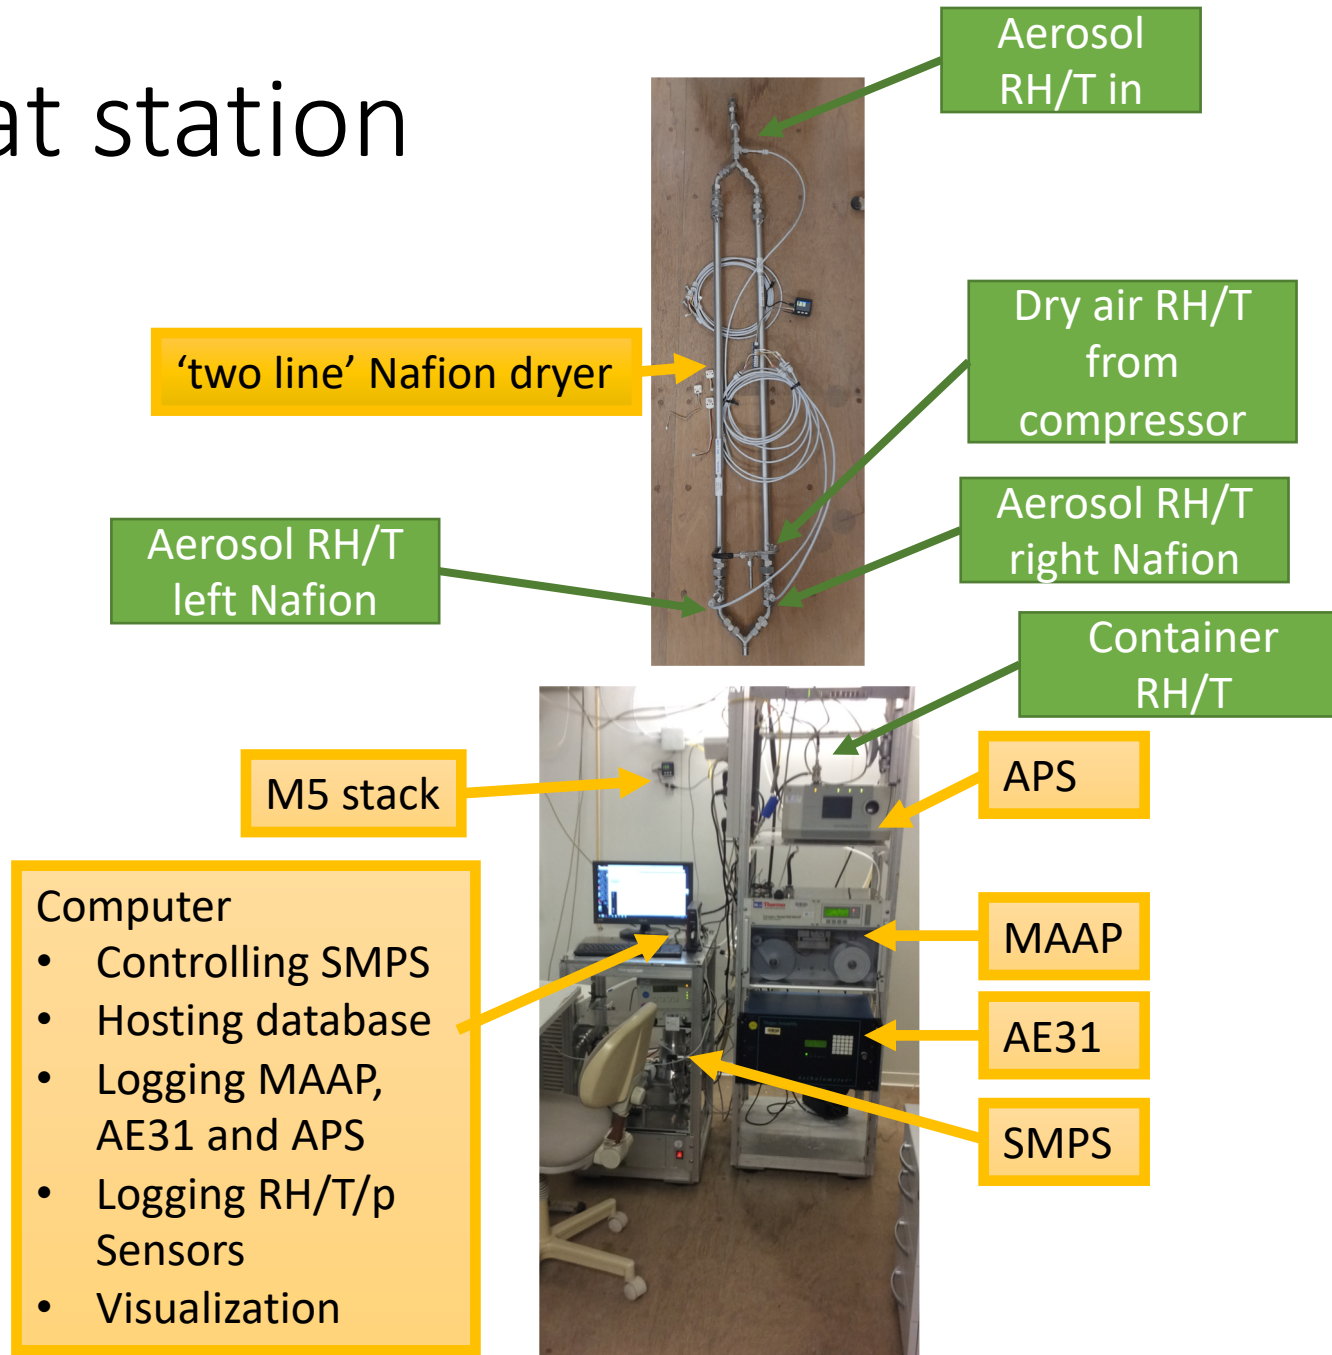 at station
Aerosol
RH/T in
Dry air RH/T
from
compressor
‘two line’ Nafion dryer
Aerosol RH/T
right Nafion
Aerosol RH/T
left Nafion
Container
RH/T
M5 stack
APS
Computer
• Controlling SMPS
• Hosting database
• Logging MAAP,
AE31 and APS
• Logging RH/T/p
Sensors
• Visualization
MAAP
AE31
SMPS
Thermo